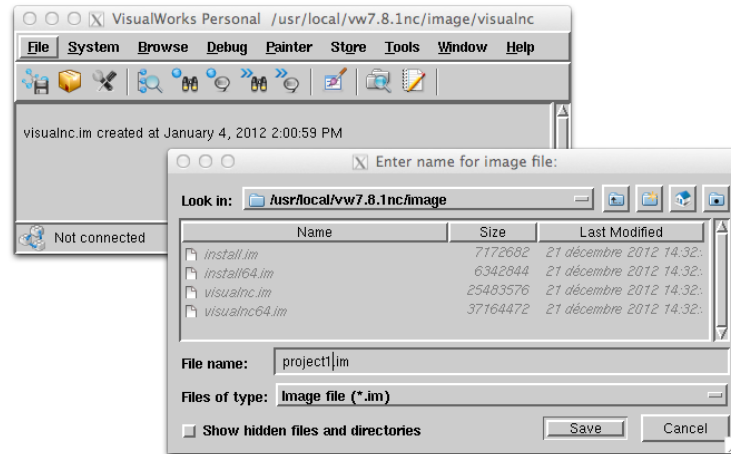 VisualWorks Personal /usr/local/vw7.8.1nc/image/visualnc
File System Browse Debug Painter Store Tools Window Help
visualnc.im created at January 4, 2012 2:00:59 PM
Enter name for image file:
Look in: /usr/local/vw7.8.1nc/image
Name Size Last Modified
install.im 7172682 21 décembre 2012 14:32:
install64.im 6342844 21 décembre 2012 14:32:
visualnc.im 25483576 21 décembre 2012 14:32:
visualnc64.im 37164472 21 décembre 2012 14:32:
Not connected
File name: project1.im
Files of type: Image file (*.im)
Show hidden files and directories
Save Cancel